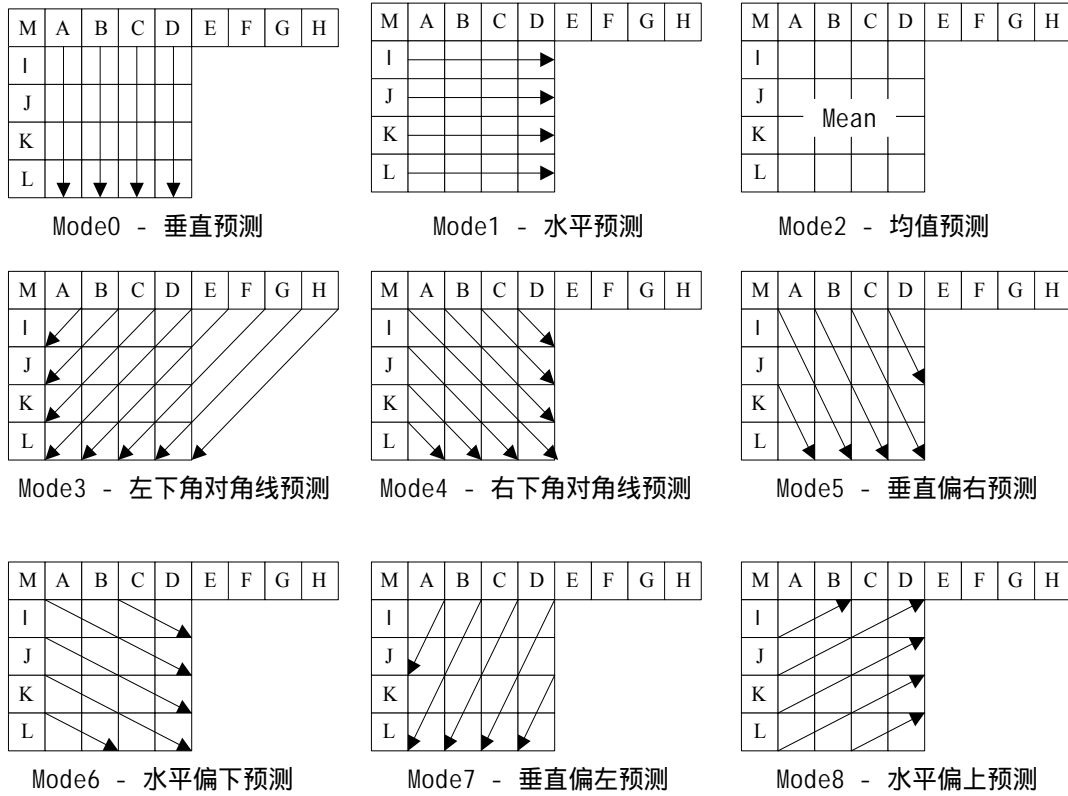 M A B C D E F G H
I
J
K
L
Mode0 - 垂直预测
M A B C D E F G H
I
J
K
L
Mode1 - 水平预测
M A B C D E F G H
I
J
Mean
K
L
Mode2 - 均值预测
M A B C D E F G H
I
J
K
L
Mode3 - 左下角对角线预测
M A B C D E F G H
I
J
K
L
Mode4 - 右下角对角线预测
M A B C D E F G H
I
J
K
L
Mode5 - 垂直偏右预测
M A B C D E F G H
I
J
K
L
Mode6 - 水平偏下预测
M A B C D E F G H
I
J
K
L
Mode7 - 垂直偏左预测
M A B C D E F G H
I
J
K
L
Mode8 - 水平偏上预测